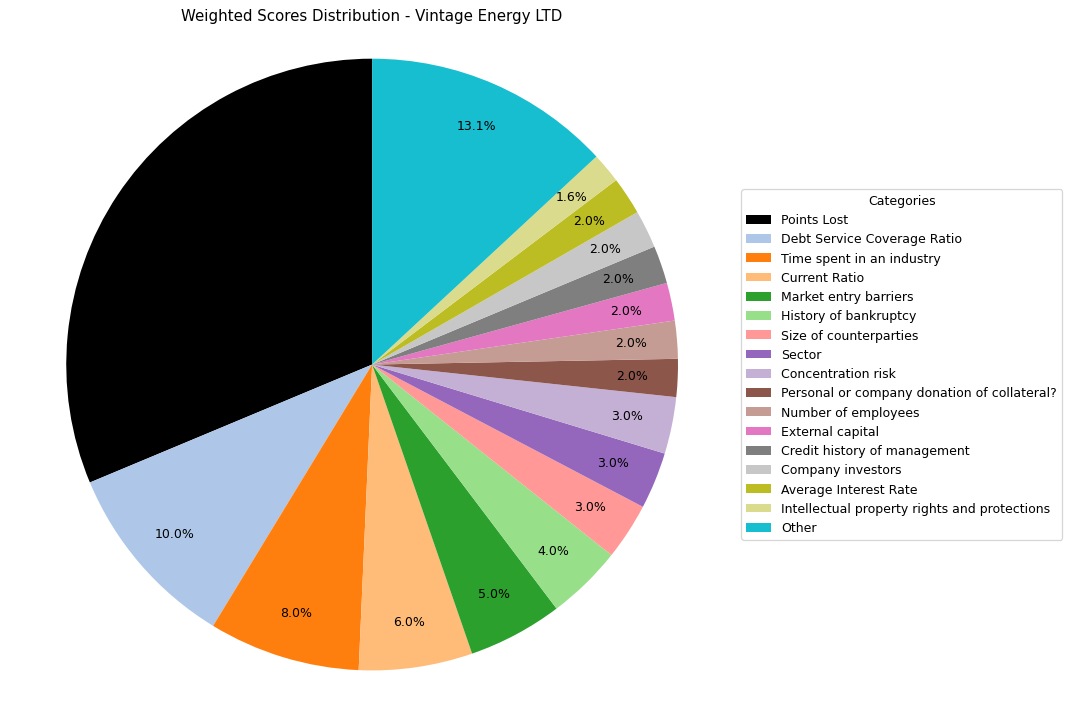 Weighted Scores Distribution - Vintage Energy LTD
13.1%
1.6%
2.0%
2.0%
2.0%
2.0%
2.0%
2.0%
3.0%
3.0%
3.0%
4.0%
5.0%
6.0%
8.0%
10.0%
Categories
Points Lost
Debt Service Coverage Ratio
Time spent in an industry
Current Ratio
Market entry barriers
History of bankruptcy
Size of counterparties
Sector
Concentration risk
Personal or company donation of collateral?
Number of employees
External capital
Credit history of management
Company investors
Average Interest Rate
Intellectual property rights and protections
Other